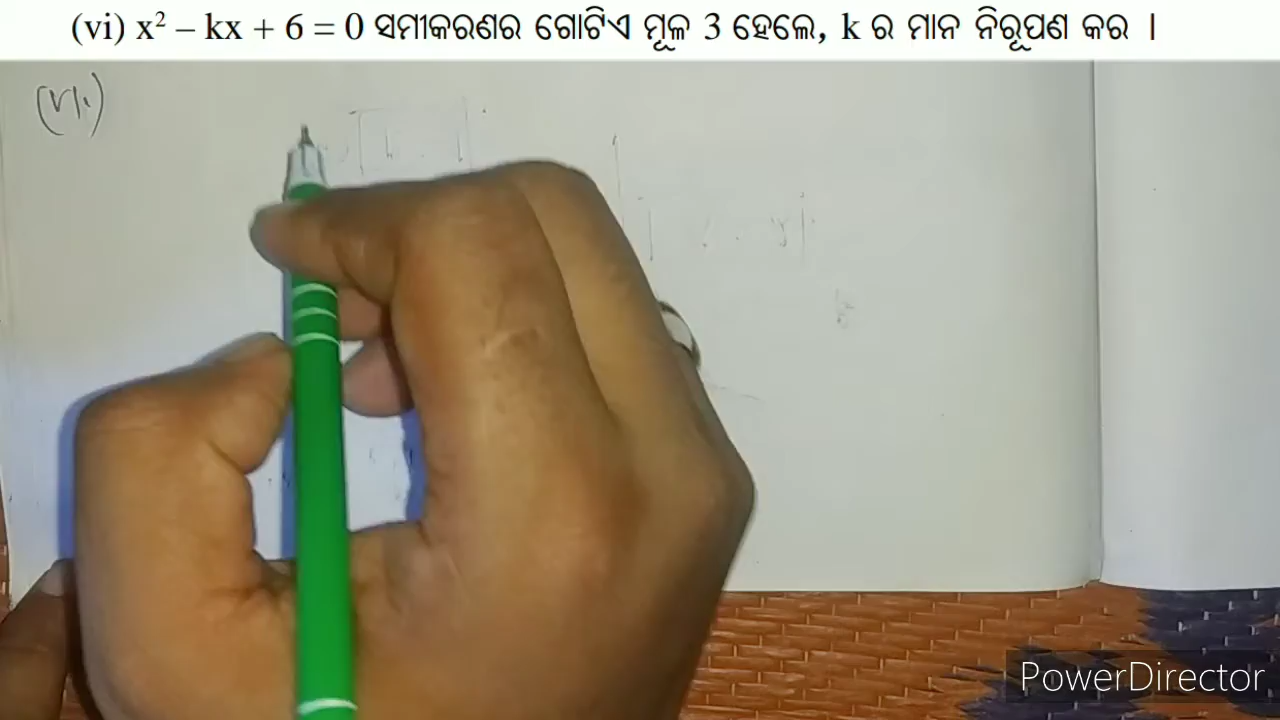 (vi) x² – kx + 6 = 0 ସମୀକରଣର ଗୋଟିଏ ମୂଳ 3 ହେଲେ, k ର ମାନ ନିରୂପଣ କର ।
(vi)
PowerDirector